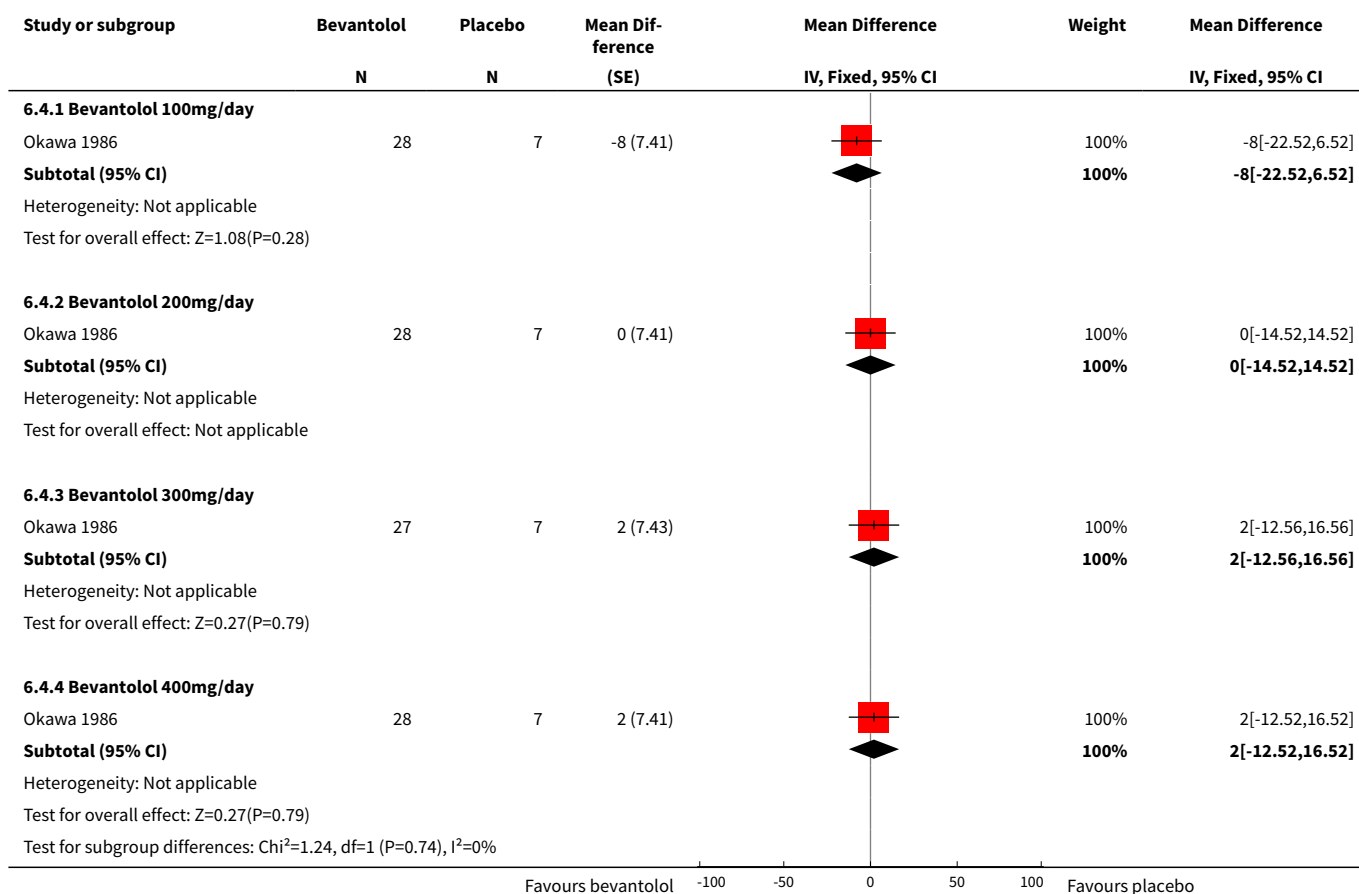 Study or subgroup Bevantolol Placebo Mean Dif- Mean Difference Weight Mean Difference
ference
N N (SE) IV, Fixed, 95% CI IV, Fixed, 95% CI
6.4.1 Bevantolol 100mg/day
Okawa 1986 28 7 -8 (7.41) 100% -8[-22.52,6.52]
Subtotal (95% CI) 100% -8[-22.52,6.52]
Heterogeneity: Not applicable
Test for overall effect: Z=1.08(P=0.28)
6.4.2 Bevantolol 200mg/day
Okawa 1986 28 7 0 (7.41) 100% 0[-14.52,14.52]
Subtotal (95% CI) 100% 0[-14.52,14.52]
Heterogeneity: Not applicable
Test for overall effect: Not applicable
6.4.3 Bevantolol 300mg/day
Okawa 1986 27 7 2 (7.43) 100% 2[-12.56,16.56]
Subtotal (95% CI) 100% 2[-12.56,16.56]
Heterogeneity: Not applicable
Test for overall effect: Z=0.27(P=0.79)
6.4.4 Bevantolol 400mg/day
Okawa 1986 28 7 2 (7.41) 100% 2[-12.52,16.52]
Subtotal (95% CI) 100% 2[-12.52,16.52]
Heterogeneity: Not applicable
Test for overall effect: Z=0.27(P=0.79)
Test for subgroup differences: Chi²=1.24, df=1 (P=0.74), I²=0%
Favours bevantolol -100 -50 0 50 100 Favours placebo